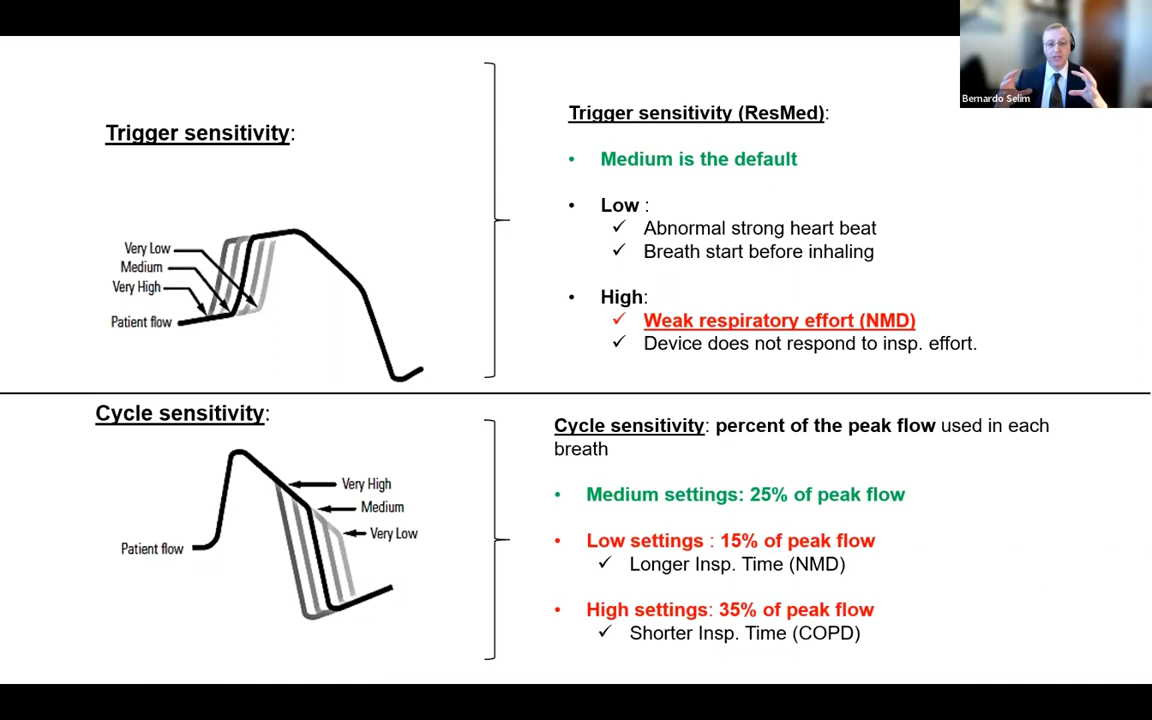 Bernardo Selim
Trigger sensitivity:
Very Low
Medium
Very High
Patient flow
Trigger sensitivity (ResMed):
• Medium is the default
• Low :
✓ Abnormal strong heart beat
✓ Breath start before inhaling
• High:
✓ Weak respiratory effort (NMD)
✓ Device does not respond to insp. effort.
Cycle sensitivity:
Very High
Medium
Very Low
Patient flow
Cycle sensitivity: percent of the peak flow used in each
breath
• Medium settings: 25% of peak flow
• Low settings : 15% of peak flow
✓ Longer Insp. Time (NMD)
• High settings: 35% of peak flow
✓ Shorter Insp. Time (COPD)